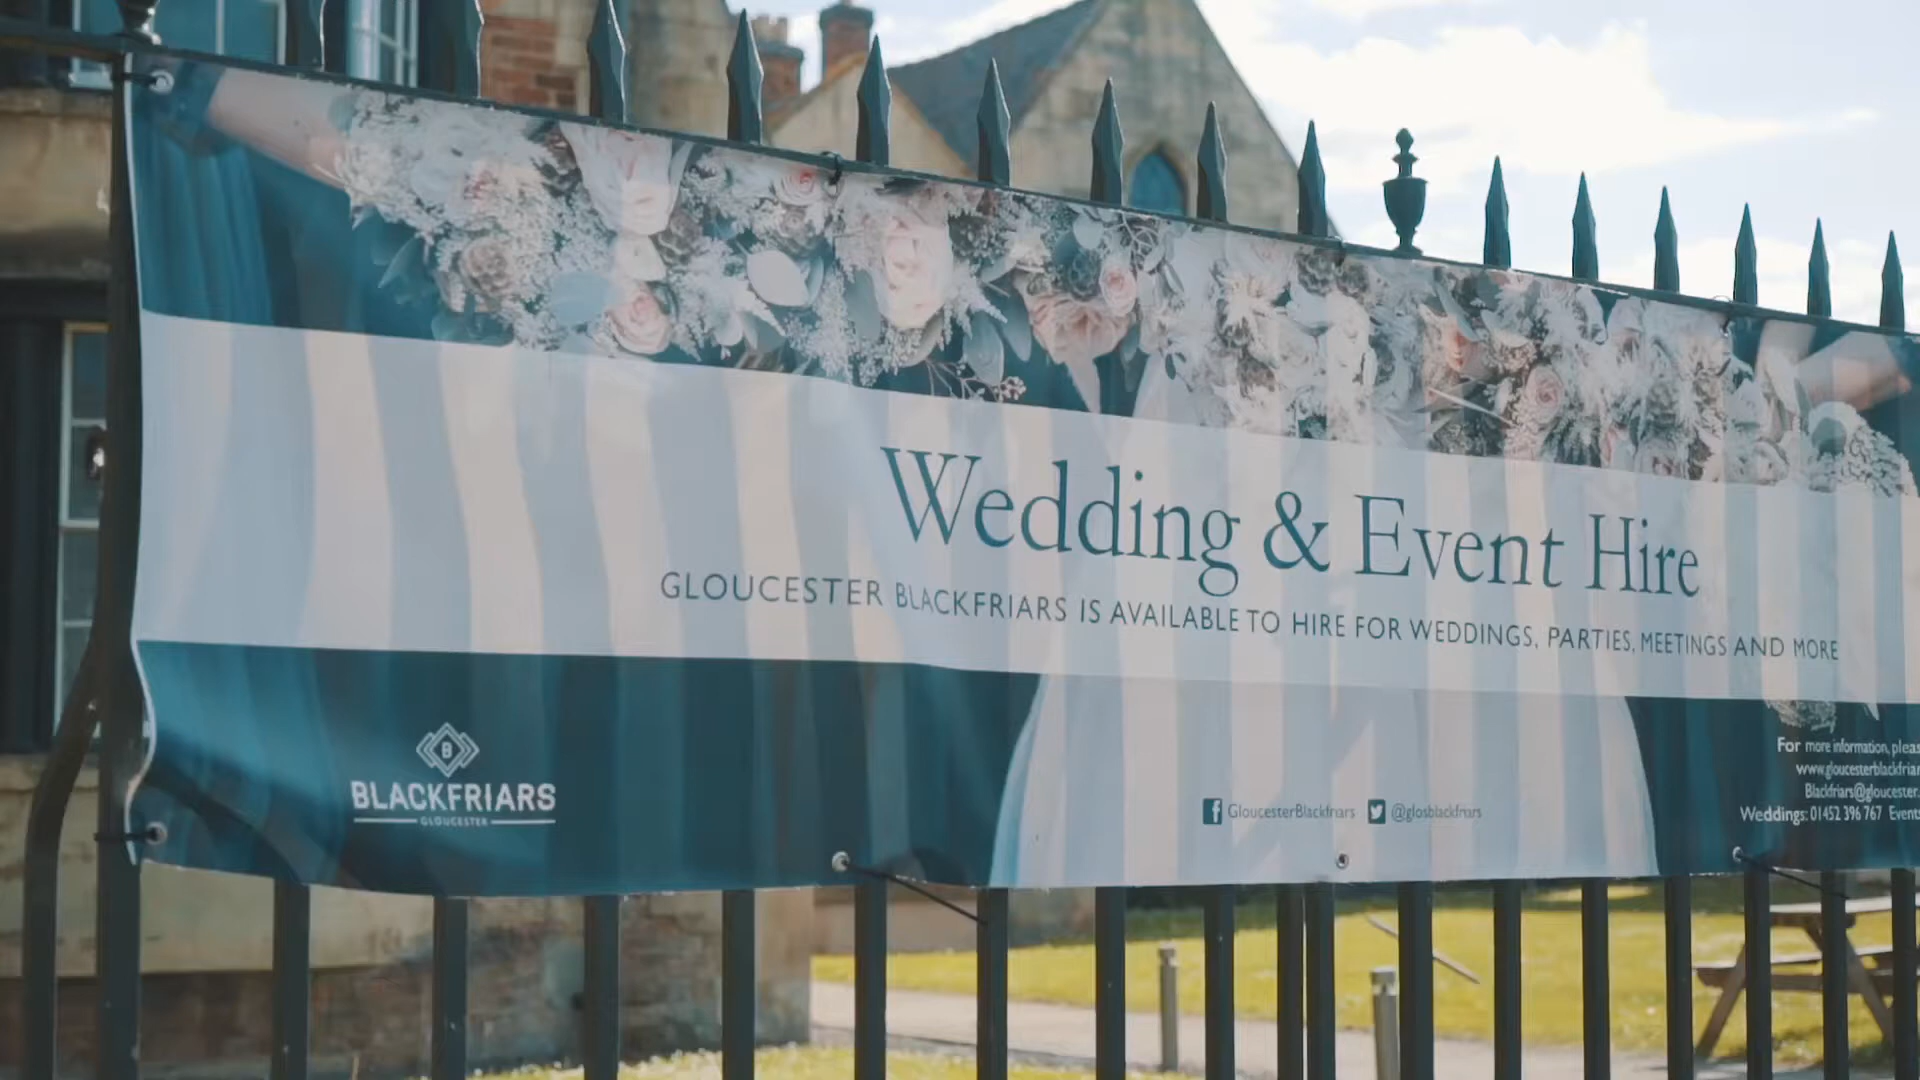 Wedding & Event Hire
GLOUCESTER BLACKFRIARS IS AVAILABLE TO HIRE FOR WEDDINGS, PARTIES, MEETINGS AND MORE
B
BLACKFRIARS
GLOUCESTER
GloucesterBlackfriars @glosblackfriars
For more information, pleas
www.gloucesterblackfriar
Blackfriars@gloucester.
Weddings: 01452 396 767 Events